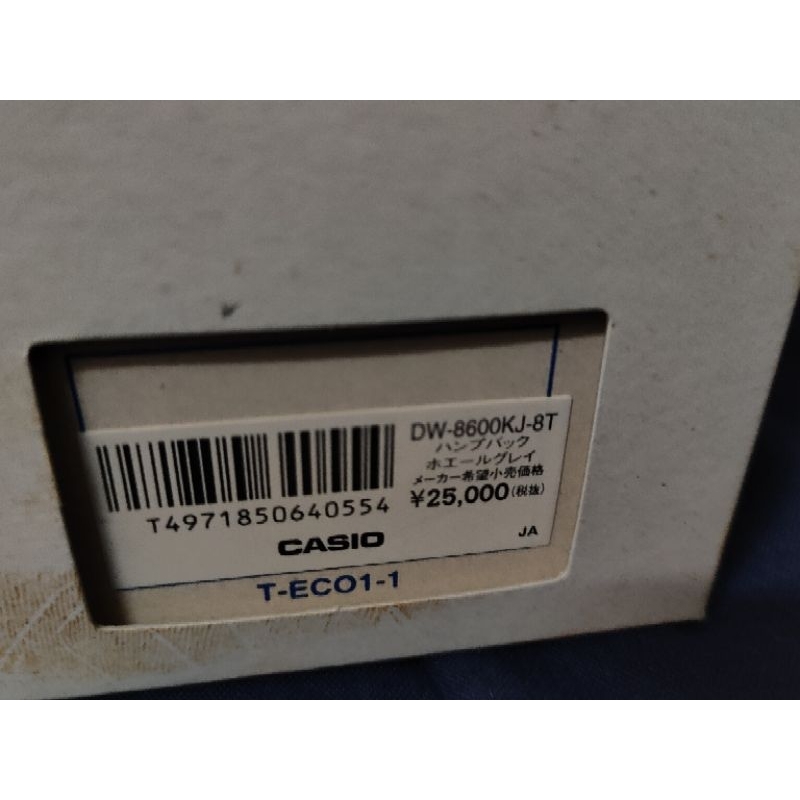 DW-8600KJ-8T
ハンプバック
ホエールグレイ
メーカー希望小売価格
¥25,000(税抜)
T4971850640554
CASIO
JA
T-ECO1-1